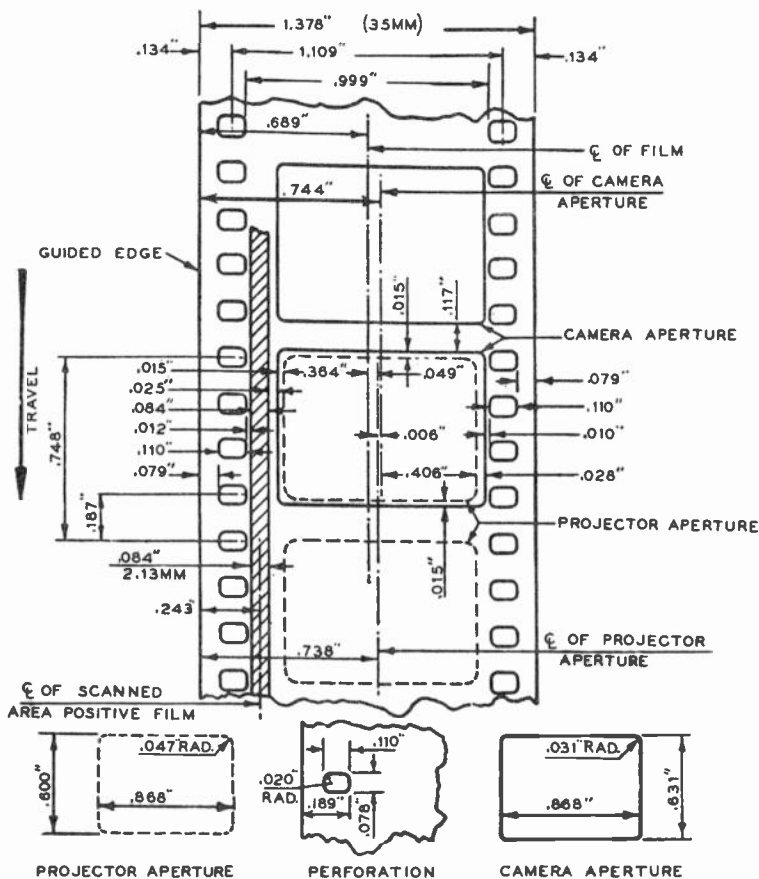 1.378" (35MM)
.134" 1.109" .134"
.999"
.689"
℄ OF FILM
℄ OF CAMERA
APERTURE
.744"
GUIDED EDGE
.015" .117"
CAMERA APERTURE
.015"
.364" .049"
.079"
.025"
.084" .110"
.012" .006" .010"
.110"
.079" .406" .028"
TRAVEL
.748"
.187"
PROJECTOR APERTURE
.084"
2.13MM
.015"
.243"
.738"
℄ OF PROJECTOR
APERTURE
℄ OF SCANNED
AREA POSITIVE FILM
.047" RAD.
.600"
.868"
PROJECTOR APERTURE
.110"
.020"
RAD.
.189"
.078"
PERFORATION
.031" RAD.
.868"
.631"
CAMERA APERTURE